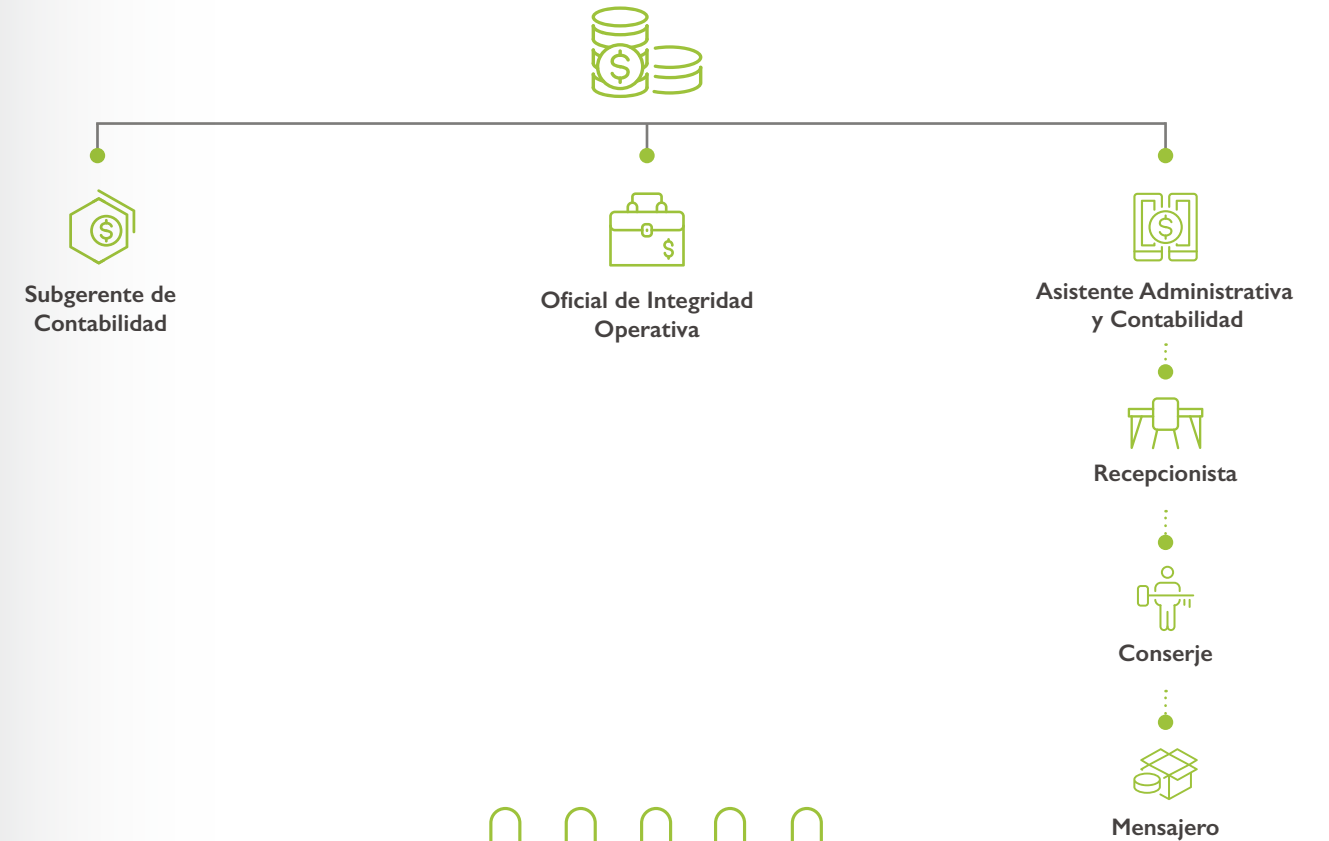 Subgerente de
Contabilidad
Oficial de Integridad
Operativa
Asistente Administrativa
y Contabilidad
Recepcionista
Conserje
Mensajero